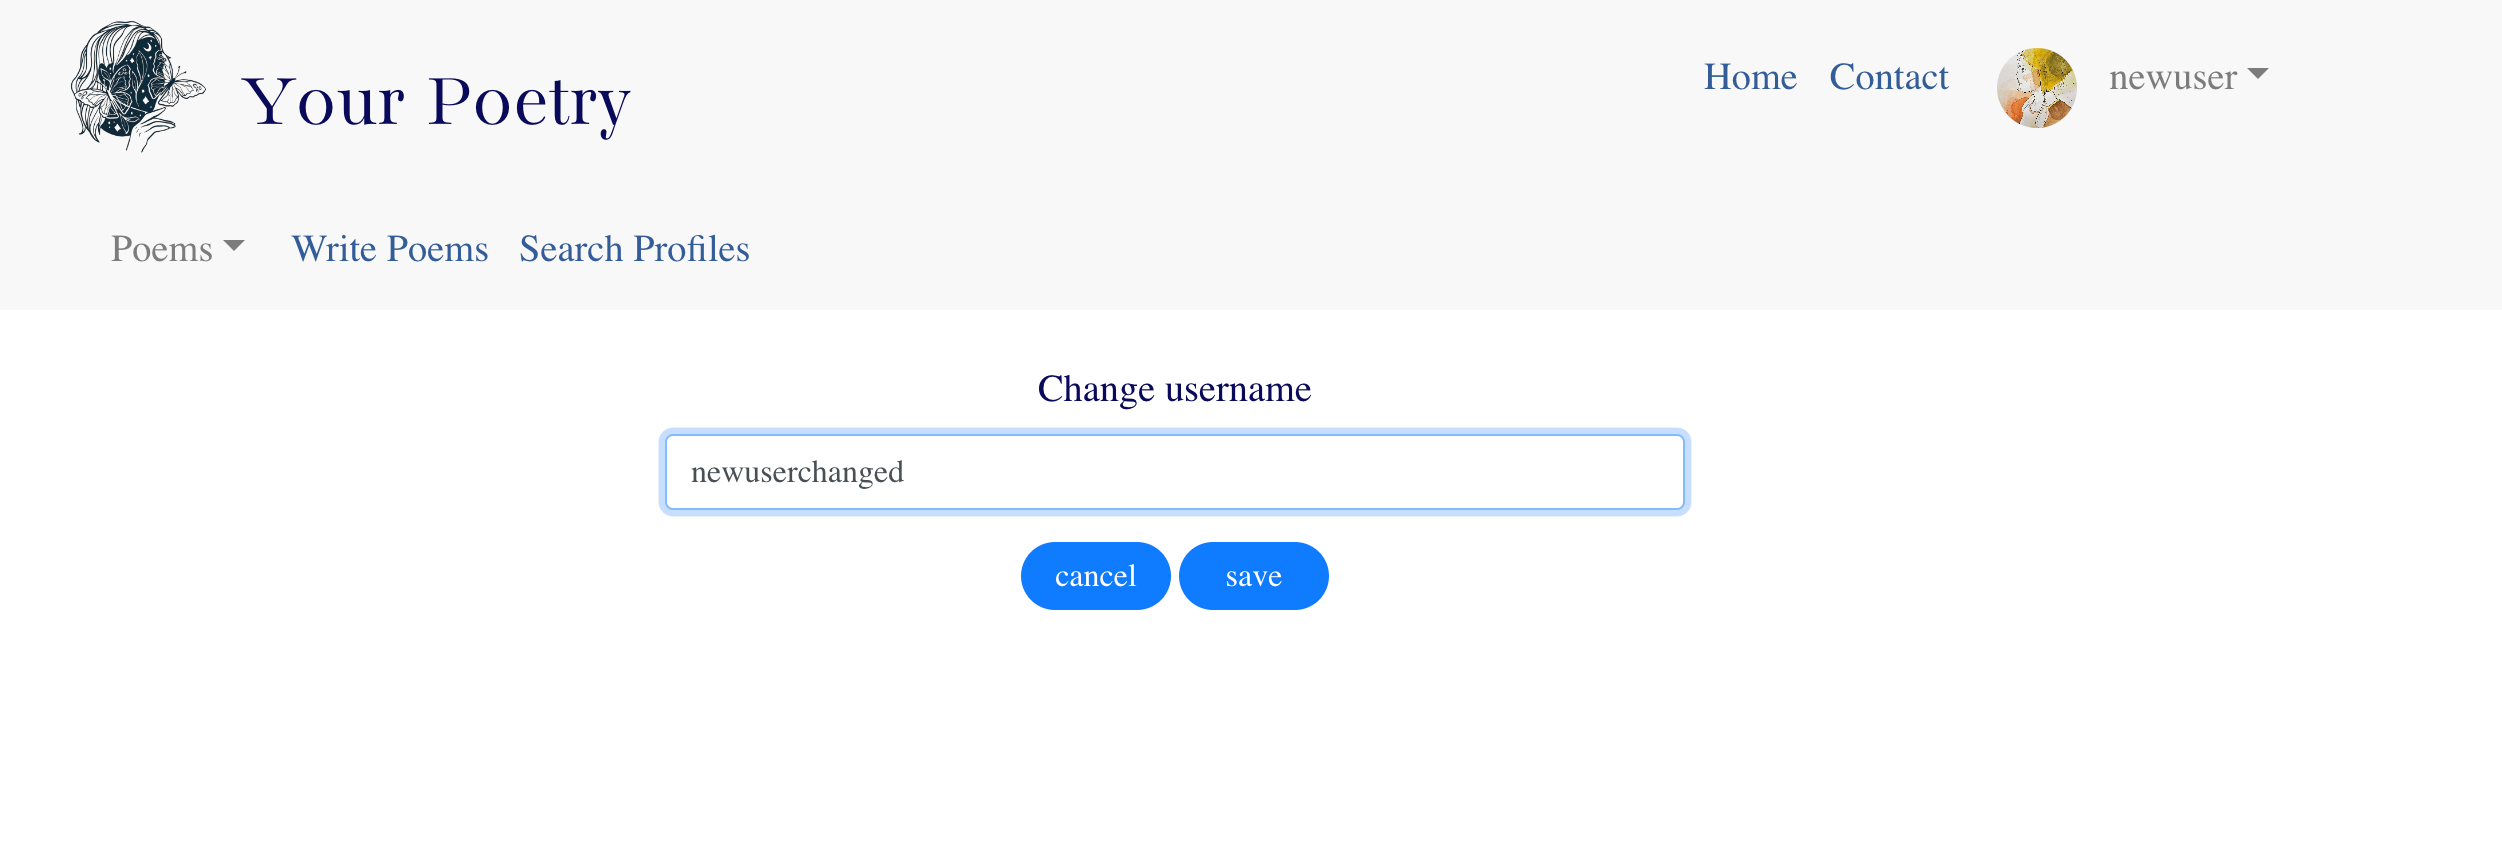 Your Poetry
Home Contact newuser
Poems Write Poems Search Profiles
Change username
newuserchanged
cancel save